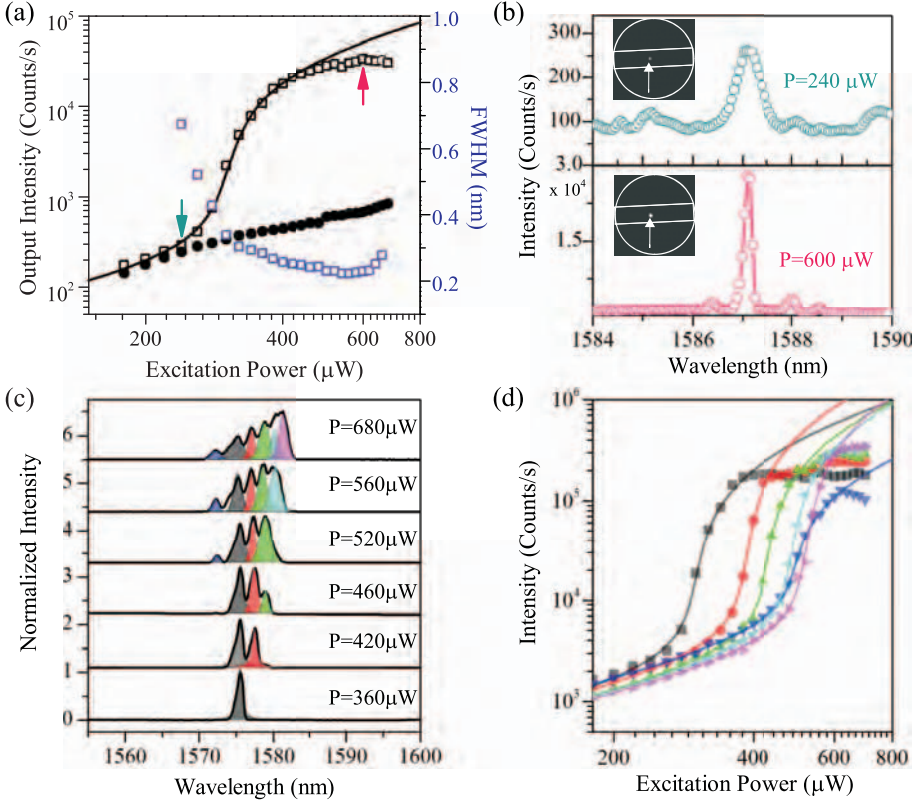 (a)
10^5
10^4
10^3
10^2
Output Intensity (Counts/s)
1.0
0.8
0.6
0.4
0.2
FWHM (nm)
200
400
600
800
Excitation Power (µW)
(b)
300
200
100
3.0
x 10^4
1.5
Intensity (Counts/s)
P=240 µW
P=600 µW
1584
1586
1588
1590
Wavelength (nm)
(c)
6
5
4
3
2
1
0
Normalized Intensity
P=680µW
P=560µW
P=520µW
P=460µW
P=420µW
P=360µW
1560
1570
1580
1590
1600
Wavelength (nm)
(d)
10^6
10^5
10^4
10^5
Intensity (Counts/s)
200
400
600
800
Excitation Power (µW)